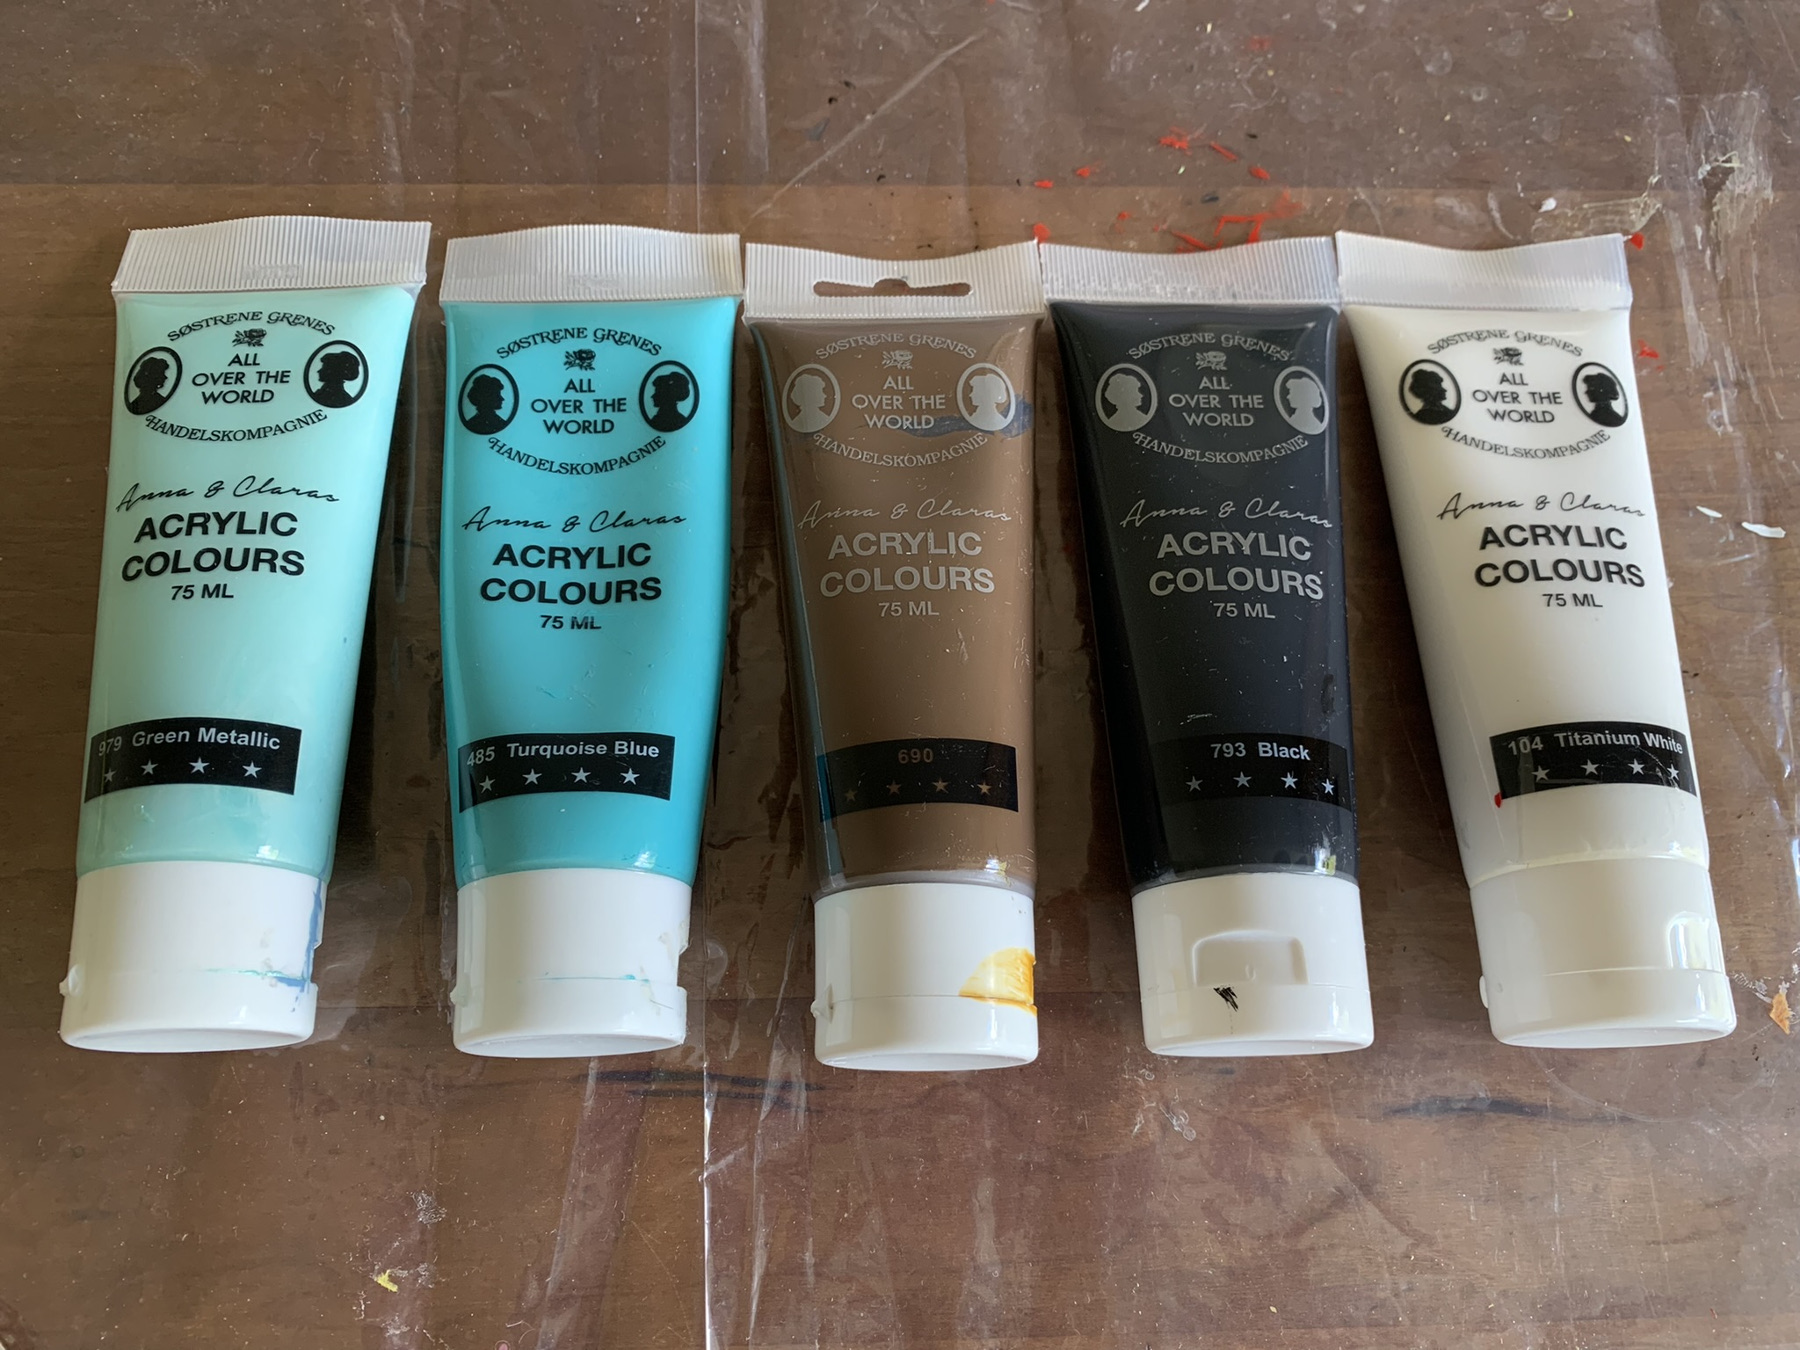 SØSTRENE GRENES
ALL
OVER THE
WORLD
HANDELSKOMPAGNIE
Anna & Claras
ACRYLIC
COLOURS
75 ML
979 Green Metallic
SØSTRENE GRENES
ALL
OVER THE
WORLD
HANDELSKOMPAGNIE
Anna & Claras
ACRYLIC
COLOURS
75 ML
485 Turquoise Blue
SØSTRENE GRENES
ALL
OVER THE
WORLD
HANDELSKOMPAGNIE
Anna & Claras
ACRYLIC
COLOURS
75 ML
690
SØSTRENE GRENES
ALL
OVER THE
WORLD
HANDELSKOMPAGNIE
Anna & Claras
ACRYLIC
COLOURS
75 ML
793 Black
SØSTRENE GRENES
ALL
OVER THE
WORLD
HANDELSKOMPAGNIE
Anna & Claras
ACRYLIC
COLOURS
75 ML
104 Titanium White